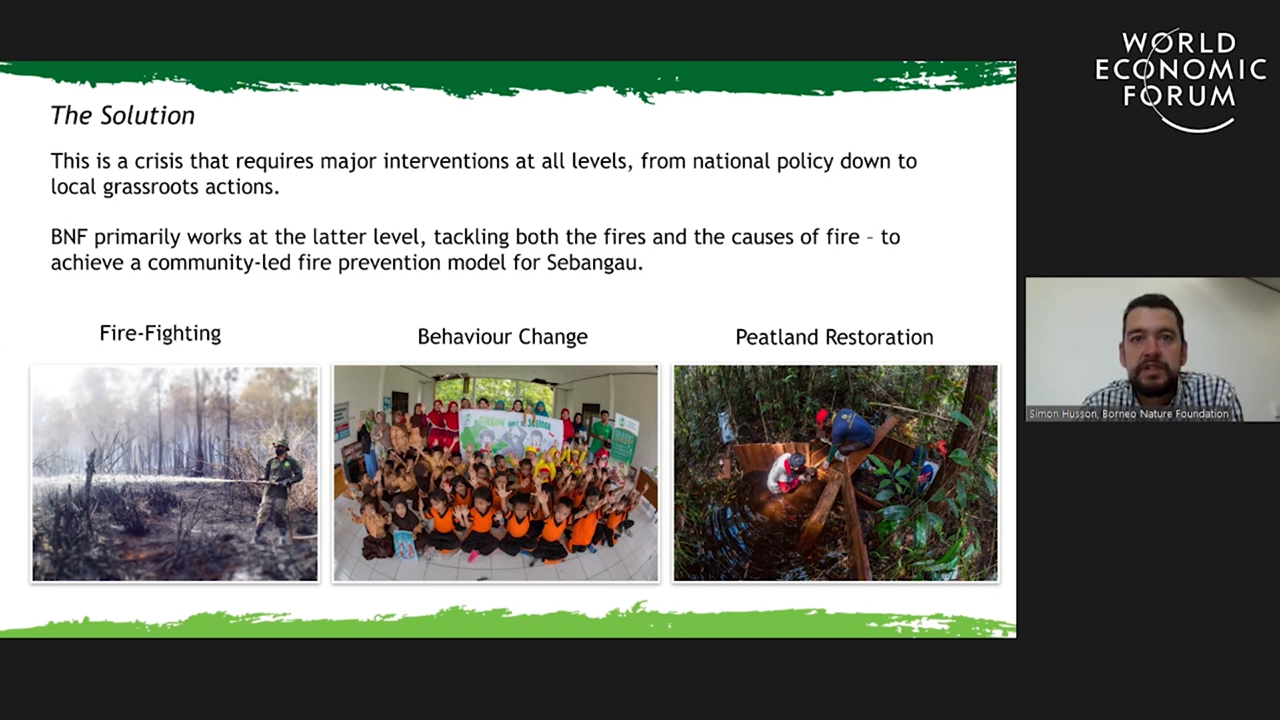 WORLD
ECONOMIC
FORUM
The Solution
This is a crisis that requires major interventions at all levels, from national policy down to
local grassroots actions.
BNF primarily works at the latter level, tackling both the fires and the causes of fire – to
achieve a community-led fire prevention model for Sebangau.
Fire-Fighting
Behaviour Change
Peatland Restoration
Simon Husson, Borneo Nature Foundation